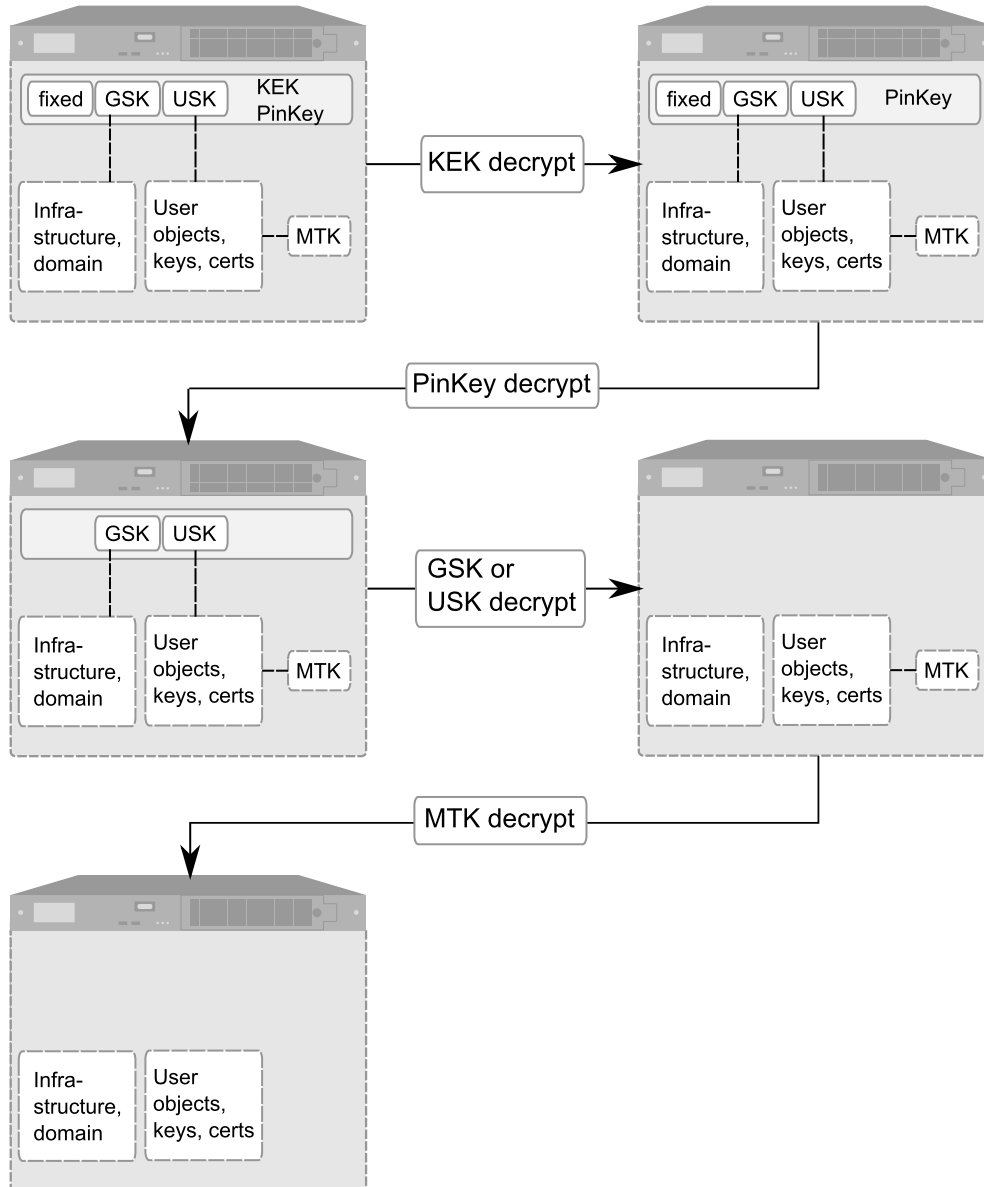 fixed GSK USK KEK
PinKey
Infra-
structure,
domain
User
objects,
keys, certs
MTK
KEK decrypt
fixed GSK USK PinKey
Infra-
structure,
domain
User
objects,
keys, certs
MTK
PinKey decrypt
GSK USK
Infra-
structure,
domain
User
objects,
keys, certs
MTK
GSK or
USK decrypt
Infra-
structure,
domain
User
objects,
keys, certs
MTK
MTK decrypt
Infra-
structure,
domain
User
objects,
keys, certs